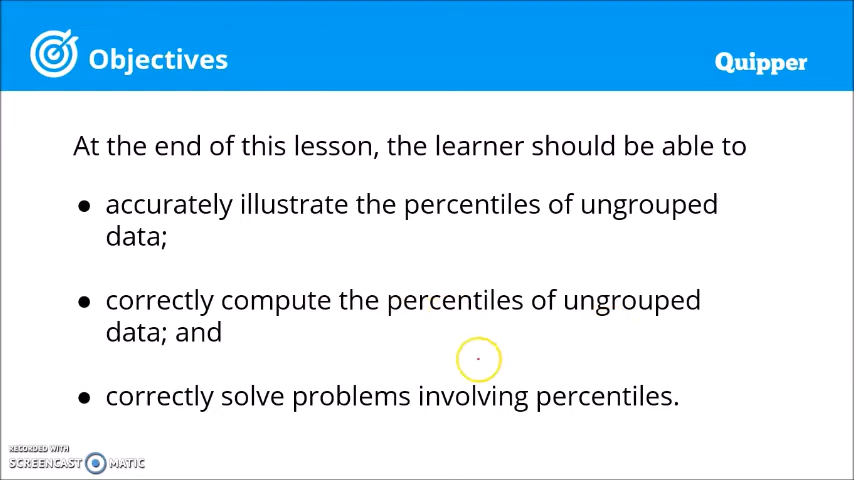 Objectives
Quipper
At the end of this lesson, the learner should be able to
● accurately illustrate the percentiles of ungrouped
data;
● correctly compute the percentiles of ungrouped
data; and
● correctly solve problems involving percentiles.
RECORDED WITH
SCREENCAST MATIC